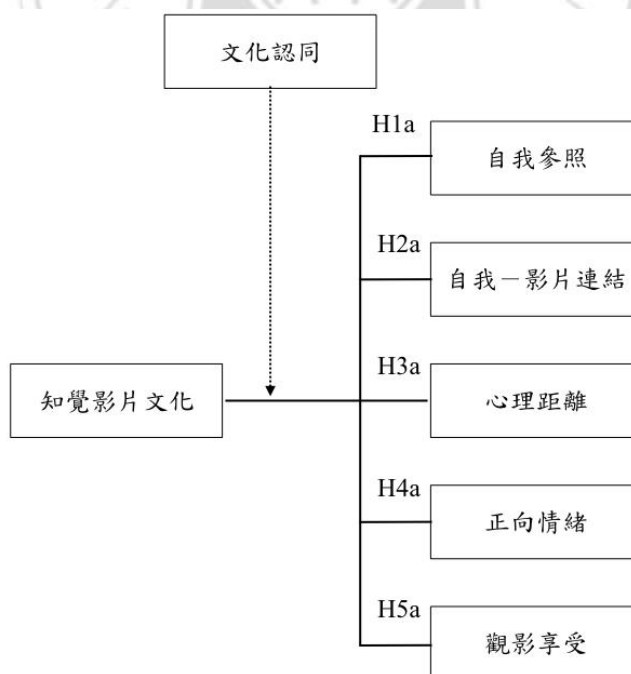 文化認同
H1a
自我參照
H2a
自我－影片連結
H3a
知覺影片文化
心理距離
H4a
正向情緒
H5a
觀影享受